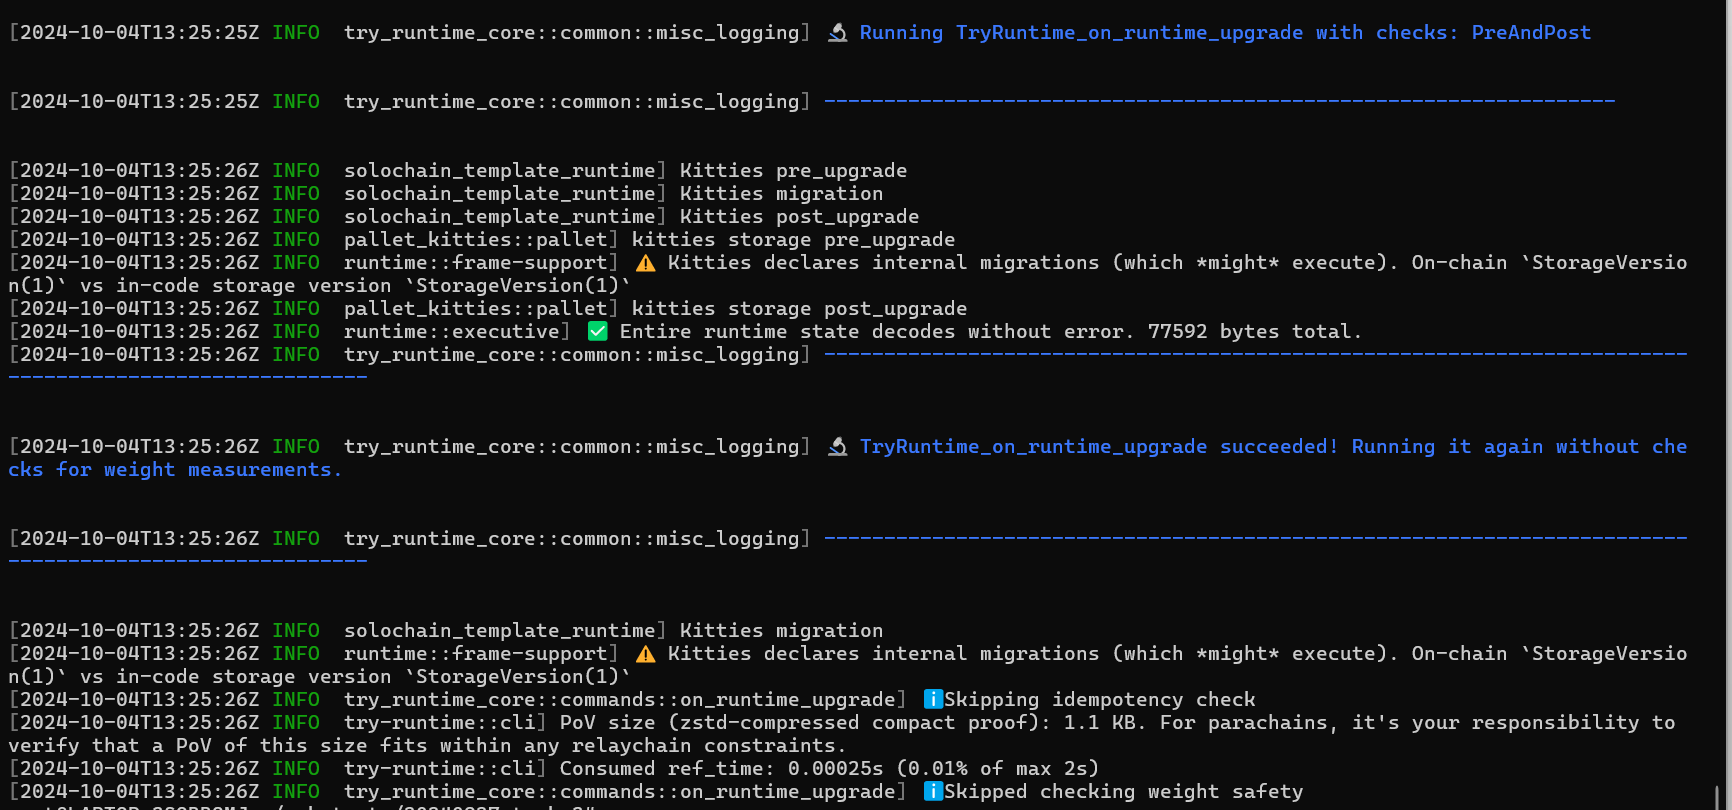 [2024-10-04T13:25:25Z INFO  try_runtime_core::common::misc_logging] 🔬 Running TryRuntime_on_runtime_upgrade with checks: PreAndPost
[2024-10-04T13:25:25Z INFO  try_runtime_core::common::misc_logging] ------------------------------------------------------------------
[2024-10-04T13:25:26Z INFO  solochain_template_runtime] Kitties pre_upgrade
[2024-10-04T13:25:26Z INFO  solochain_template_runtime] Kitties migration
[2024-10-04T13:25:26Z INFO  solochain_template_runtime] Kitties post_upgrade
[2024-10-04T13:25:26Z INFO  pallet_kitties::pallet] kitties storage pre_upgrade
[2024-10-04T13:25:26Z INFO  runtime::frame-support] ⚠️ Kitties declares internal migrations (which *might* execute). On-chain `StorageVersio
n(1)` vs in-code storage version `StorageVersion(1)`
[2024-10-04T13:25:26Z INFO  pallet_kitties::pallet] kitties storage post_upgrade
[2024-10-04T13:25:26Z INFO  runtime::executive] ✅ Entire runtime state decodes without error. 77592 bytes total.
[2024-10-04T13:25:26Z INFO  try_runtime_core::common::misc_logging] ------------------------------------------------------------------------
------------------------------
[2024-10-04T13:25:26Z INFO  try_runtime_core::common::misc_logging] 🔬 TryRuntime_on_runtime_upgrade succeeded! Running it again without che
cks for weight measurements.
[2024-10-04T13:25:26Z INFO  try_runtime_core::common::misc_logging] ------------------------------------------------------------------------
------------------------------
[2024-10-04T13:25:26Z INFO  solochain_template_runtime] Kitties migration
[2024-10-04T13:25:26Z INFO  runtime::frame-support] ⚠️ Kitties declares internal migrations (which *might* execute). On-chain `StorageVersio
n(1)` vs in-code storage version `StorageVersion(1)`
[2024-10-04T13:25:26Z INFO  try_runtime_core::commands::on_runtime_upgrade] ℹ️Skipping idempotency check
[2024-10-04T13:25:26Z INFO  try-runtime::cli] PoV size (zstd-compressed compact proof): 1.1 KB. For parachains, it's your responsibility to
verify that a PoV of this size fits within any relaychain constraints.
[2024-10-04T13:25:26Z INFO  try-runtime::cli] Consumed ref_time: 0.00025s (0.01% of max 2s)
[2024-10-04T13:25:26Z INFO  try_runtime_core::commands::on_runtime_upgrade] ℹ️Skipped checking weight safety